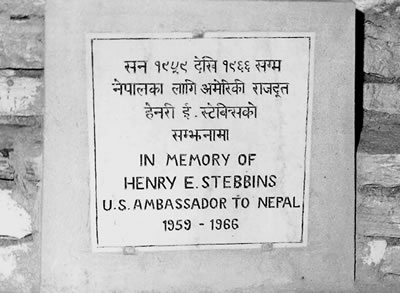 सन १९५९ देखि १९६६ सम्म
नेपालका लागि अमेरिकी राजदूत
हेनरी ई. स्टेबिन्सको
सम्झनामा
IN MEMORY OF
HENRY E. STEBBINS
U.S. AMBASSADOR TO NEPAL
1959 - 1966